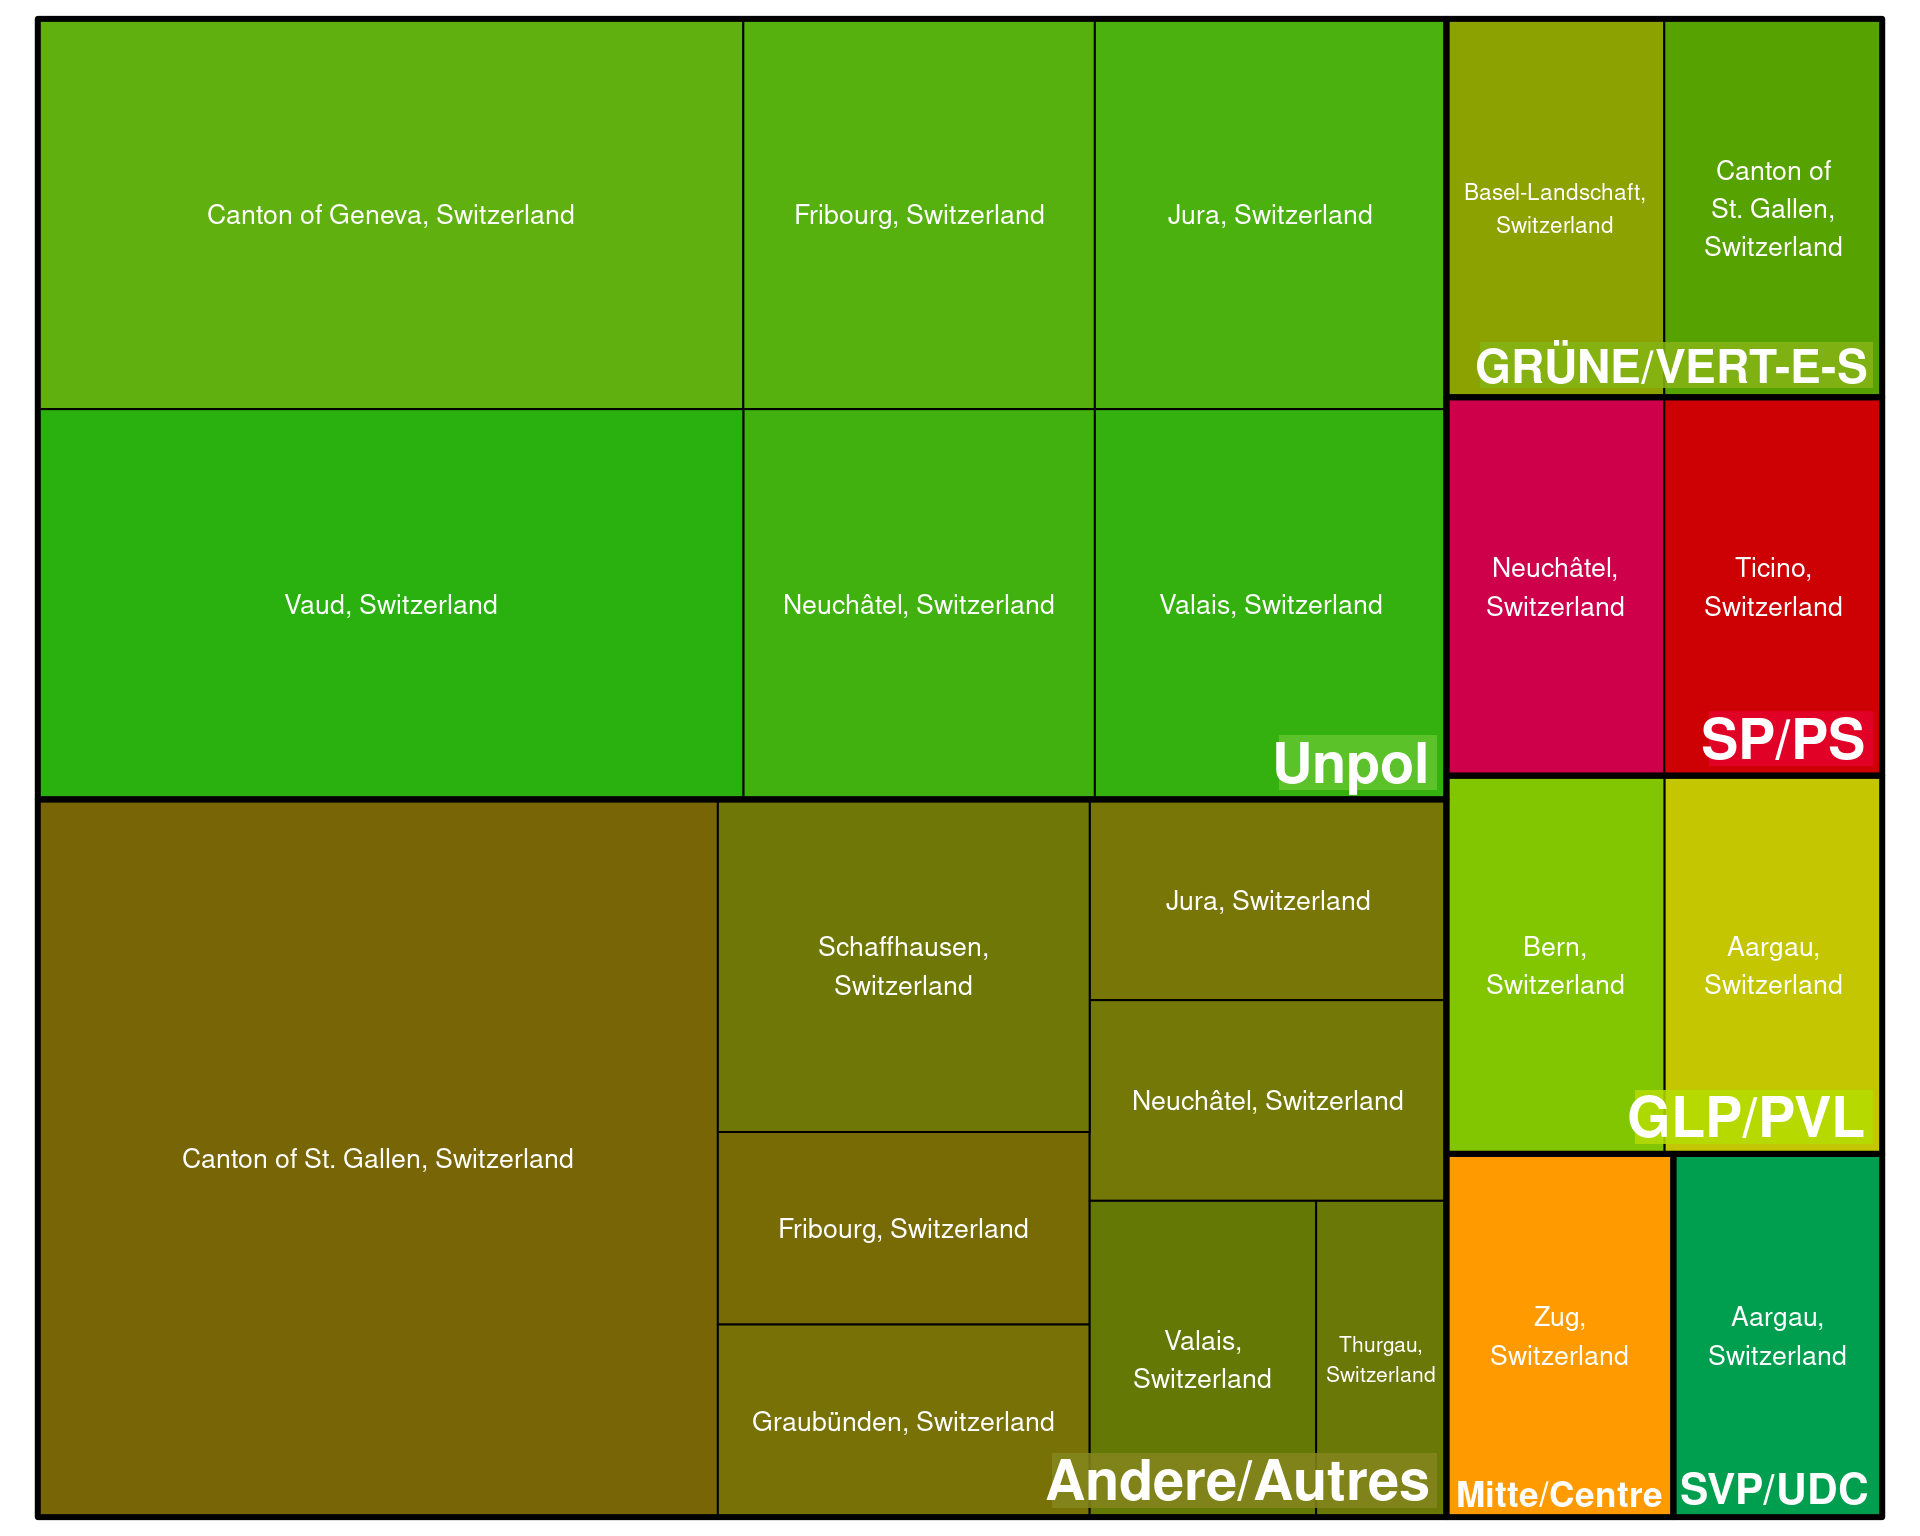 Canton of Geneva, Switzerland
Fribourg, Switzerland
Jura, Switzerland
Vaud, Switzerland
Neuchâtel, Switzerland
Valais, Switzerland
Unpol
Canton of St. Gallen, Switzerland
Schaffhausen,
Switzerland
Fribourg, Switzerland
Graubünden, Switzerland
Jura, Switzerland
Neuchâtel, Switzerland
Valais,
Switzerland
Thurgau,
Switzerland
Andere/Autres
Basel-Landschaft,
Switzerland
Canton of
St. Gallen,
Switzerland
GRÜNE/VERT-E-S
Neuchâtel,
Switzerland
Ticino,
Switzerland
SP/PS
Bern,
Switzerland
Aargau,
Switzerland
GLP/PVL
Zug,
Switzerland
Mitte/Centre
Aargau,
Switzerland
SVP/UDC